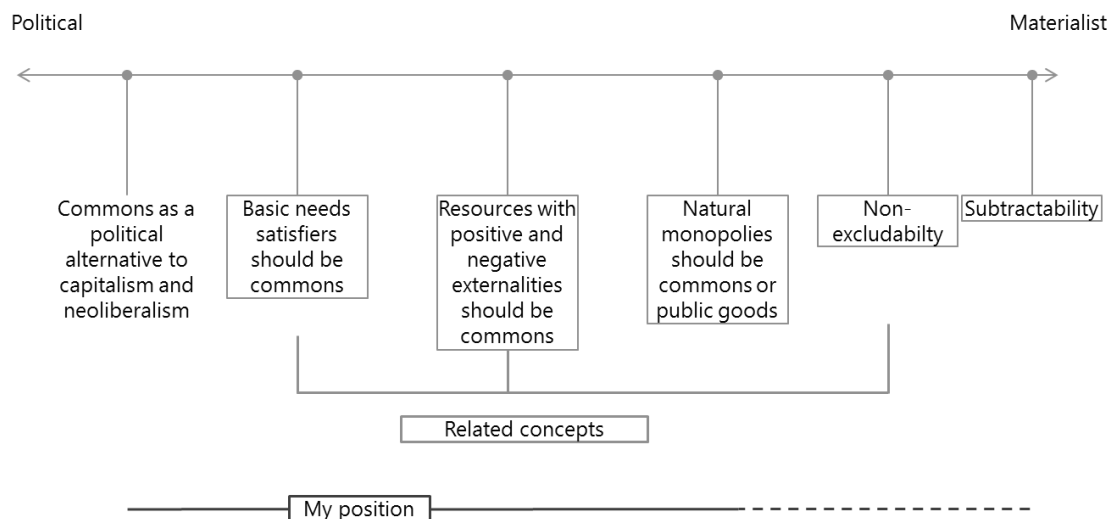 Political
Materialist
Commons as a
political
alternative to
capitalism and
neoliberalism
Basic needs
satisfiers
should be
commons
Resources with
positive and
negative
externalities
should be
commons
Natural
monopolies
should be
commons or
public goods
Non-
excludabilty
Subtractability
Related concepts
My position